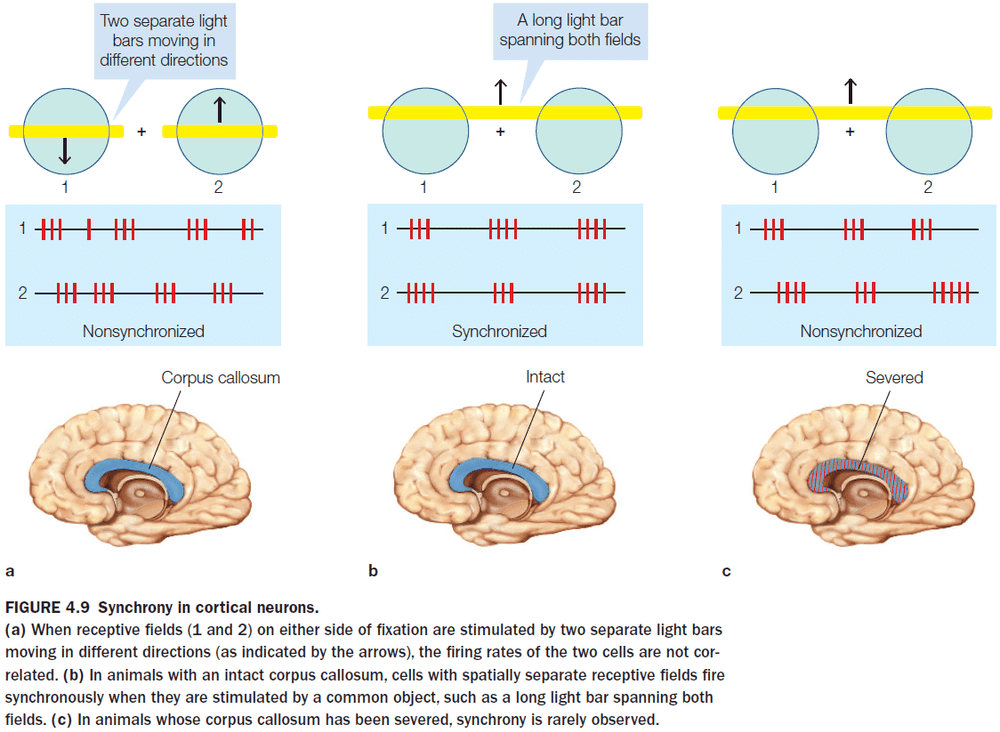 Two separate light
bars moving in
different directions
A long light bar
spanning both fields
+
1
2
+
1
2
+
1
2
1
2
Nonsynchronized
1
2
Synchronized
1
2
Nonsynchronized
Corpus callosum
Intact
Severed
a
b
c
FIGURE 4.9 Synchrony in cortical neurons.
(a) When receptive fields (1 and 2) on either side of fixation are stimulated by two separate light bars
moving in different directions (as indicated by the arrows), the firing rates of the two cells are not cor-
related. (b) In animals with an intact corpus callosum, cells with spatially separate receptive fields fire
synchronously when they are stimulated by a common object, such as a long light bar spanning both
fields. (c) In animals whose corpus callosum has been severed, synchrony is rarely observed.